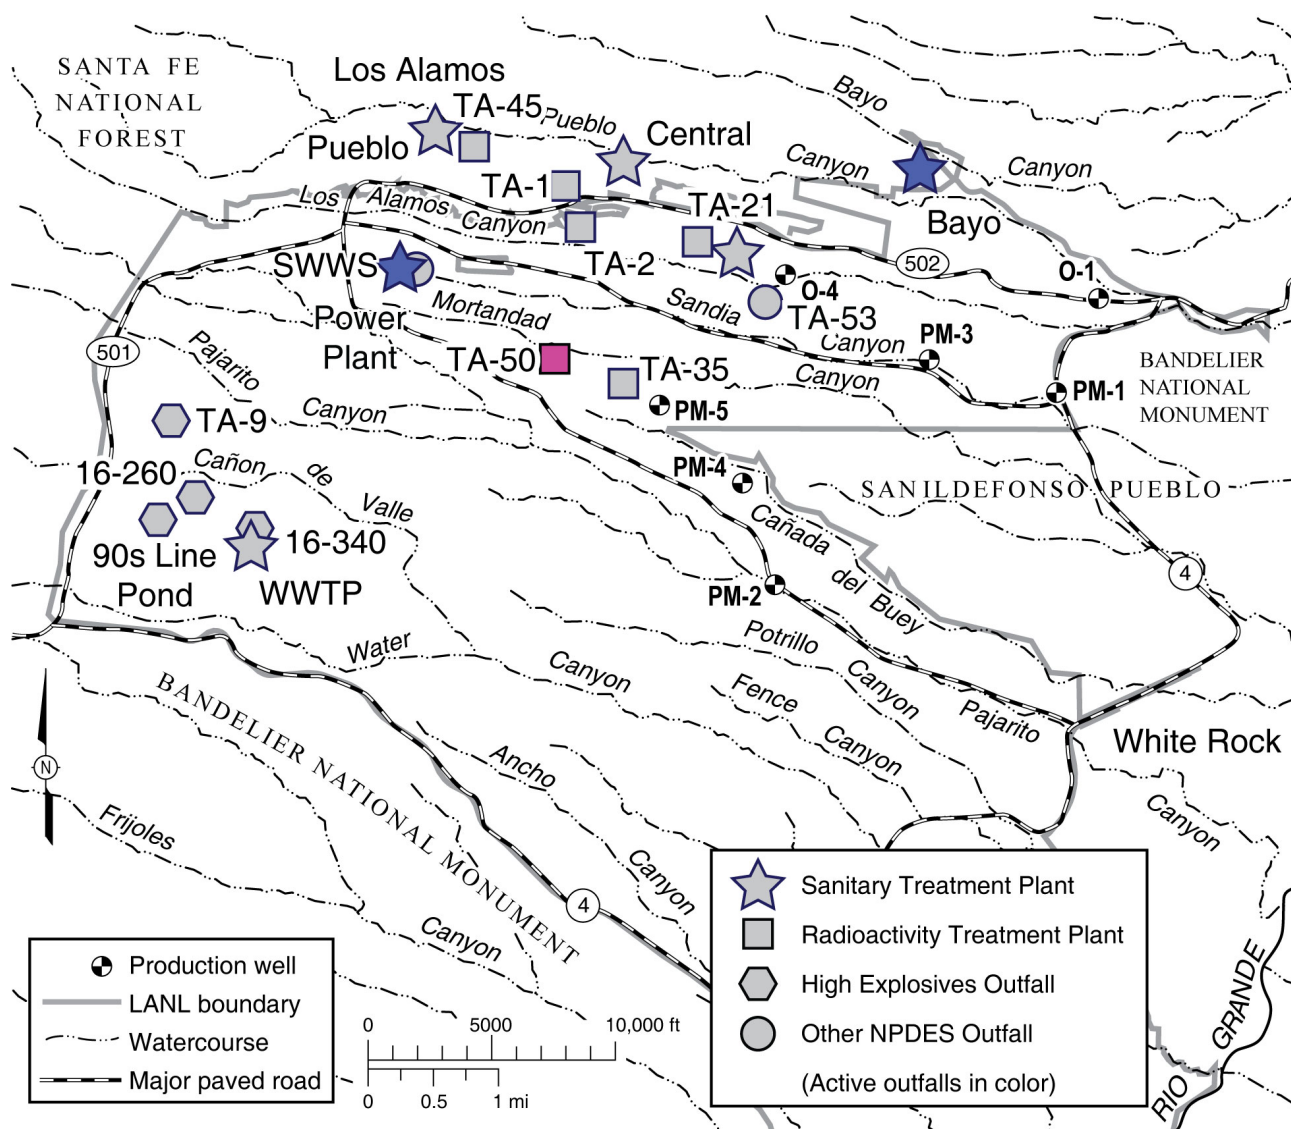 SANTA FE
NATIONAL
FOREST
Los Alamos
TA-45
Pueblo
Pueblo
Central
Bayo
Canyon
Canyon
TA-1
Los Alamos
Canyon
TA-21
Bayo
TA-2
502
O-1
SWWS
O-4
Mortandad
Sandia
TA-53
Power
Plant
Canyon
PM-3
501
Pajarito
TA-50
TA-35
Canyon
BANDELIER
NATIONAL
MONUMENT
PM-1
PM-5
Canyon
TA-9
16-260
Cañon
de
Valle
PM-4
SAN ILDEFONSO PUEBLO
Cañada
del
Buey
90s Line
Pond
16-340
WWTP
4
PM-2
Water
Potrillo
Canyon
Canyon
Fence
Canyon
Pajarito
White Rock
BANDELIER NATIONAL MONUMENT
Ancho
Canyon
N
Canyon
Frijoles
Canyon
4
RIO GRANDE
Production well
LANL boundary
Watercourse
Major paved road
0 5000 10,000 ft
0 0.5 1 mi
Sanitary Treatment Plant
Radioactivity Treatment Plant
High Explosives Outfall
Other NPDES Outfall
(Active outfalls in color)